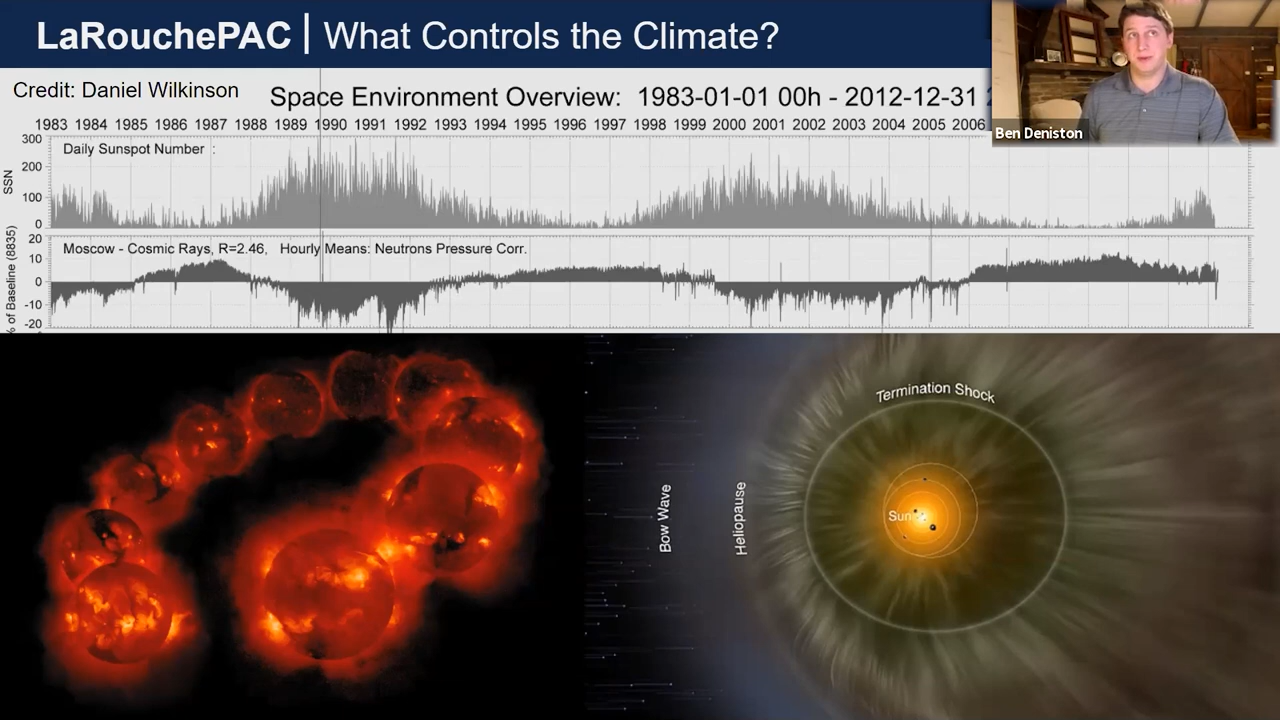 LaRouchePAC | What Controls the Climate?
Credit: Daniel Wilkinson
Space Environment Overview: 1983-01-01 00h - 2012-12-31
1983 1984 1985 1986 1987 1988 1989 1990 1991 1992 1993 1994 1995 1996 1997 1998 1999 2000 2001 2002 2003 2004 2005 2006
Ben Deniston
300
Daily Sunspot Number :
SSN
200
100
0
% of Baseline (8835)
20
Moscow - Cosmic Rays, R=2.46, Hourly Means: Neutrons Pressure Corr.
10
0
-10
-20
Termination Shock
Bow Wave
Heliopause
Sun